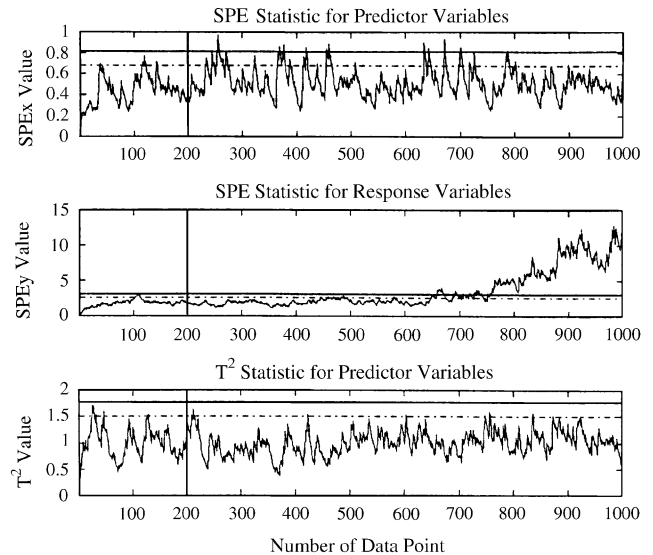 SPE Statistic for Predictor Variables
1
0.8
0.6
0.4
0.2
0
SPEx Value
100 200 300 400 500 600 700 800 900 1000
SPE Statistic for Response Variables
15
10
5
0
SPEy Value
100 200 300 400 500 600 700 800 900 1000
T² Statistic for Predictor Variables
2
1.5
1
0.5
0
T² Value
100 200 300 400 500 600 700 800 900 1000
Number of Data Point